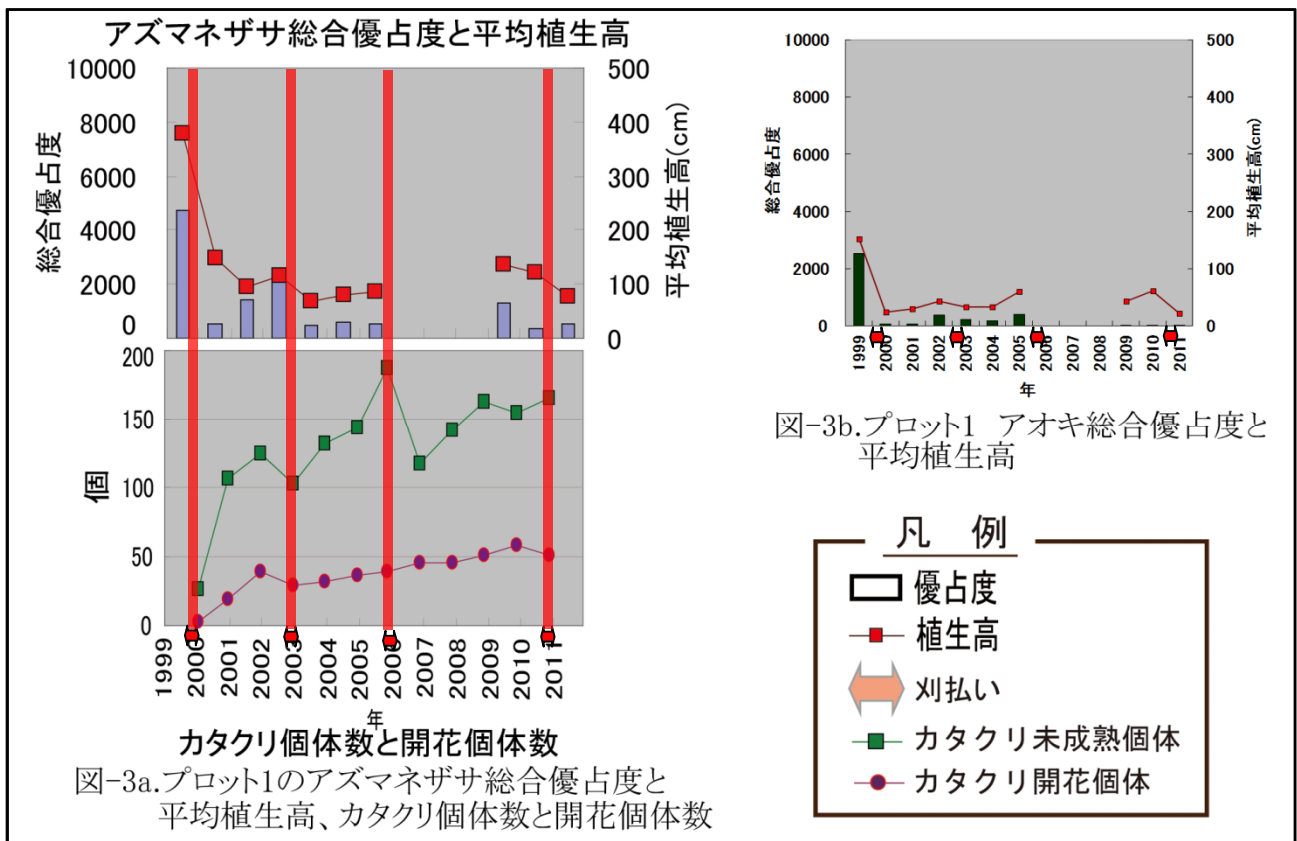 アズマネザサ総合優占度と平均植生高
総合優占度
10000
8000
6000
4000
2000
0
500
400
300
200
100
0
平均植生高(cm)
個
200
150
100
50
0
1999
2000
2001
2002
2003
2004
2005
2006
2007
2008
2009
2010
2011
年
カタクリ個体数と開花個体数
図-3a.プロット1のアズマネザサ総合優占度と
平均植生高、カタクリ個体数と開花個体数
総合優占度
10000
8000
6000
4000
2000
0
500
400
300
200
100
0
平均植生高(cm)
1999
2000
2001
2002
2003
2004
2005
2006
2007
2008
2009
2010
2011
年
図-3b.プロット1 アオキ総合優占度と
平均植生高
凡 例
優占度
植生高
刈払い
カタクリ未成熟個体
カタクリ開花個体